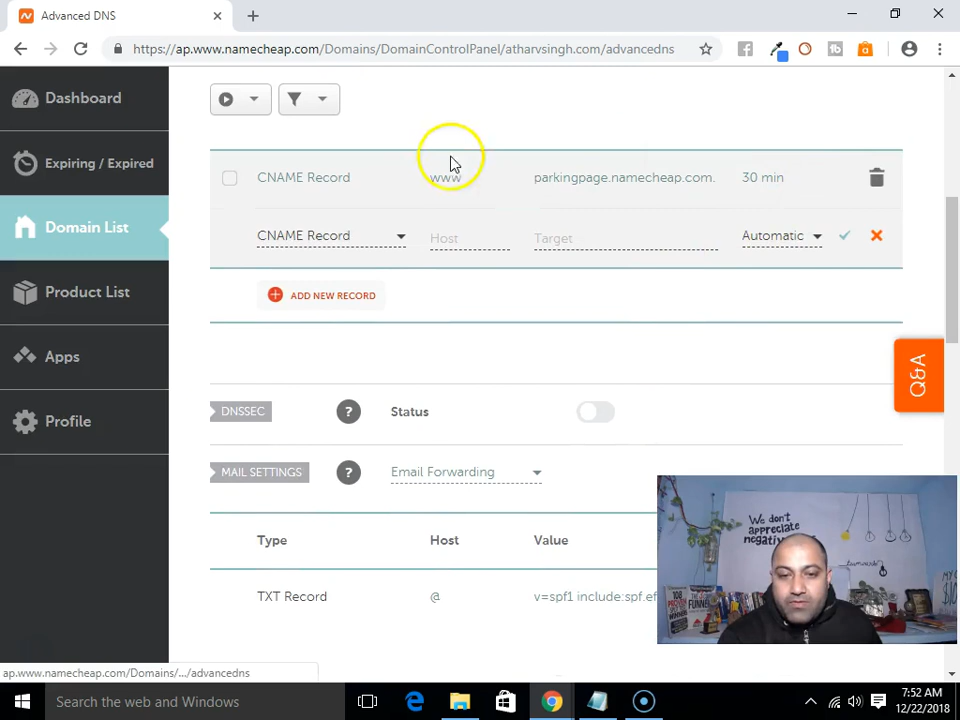 Advanced DNS
https://ap.www.namecheap.com/Domains/DomainControlPanel/atharvsingh.com/advancedns
Dashboard
Expiring / Expired
Domain List
Product List
Apps
Profile
CNAME Record www parkingpage.namecheap.com. 30 min
CNAME Record Host Target Automatic
ADD NEW RECORD
DNSSEC ? Status
MAIL SETTINGS ? Email Forwarding
Type Host Value
TXT Record @ v=spf1 include:spf.ef
Q&A
We don't
appreciate
ap.www.namecheap.com/Domains/.../advancedns
Search the web and Windows
7:52 AM
12/22/2018